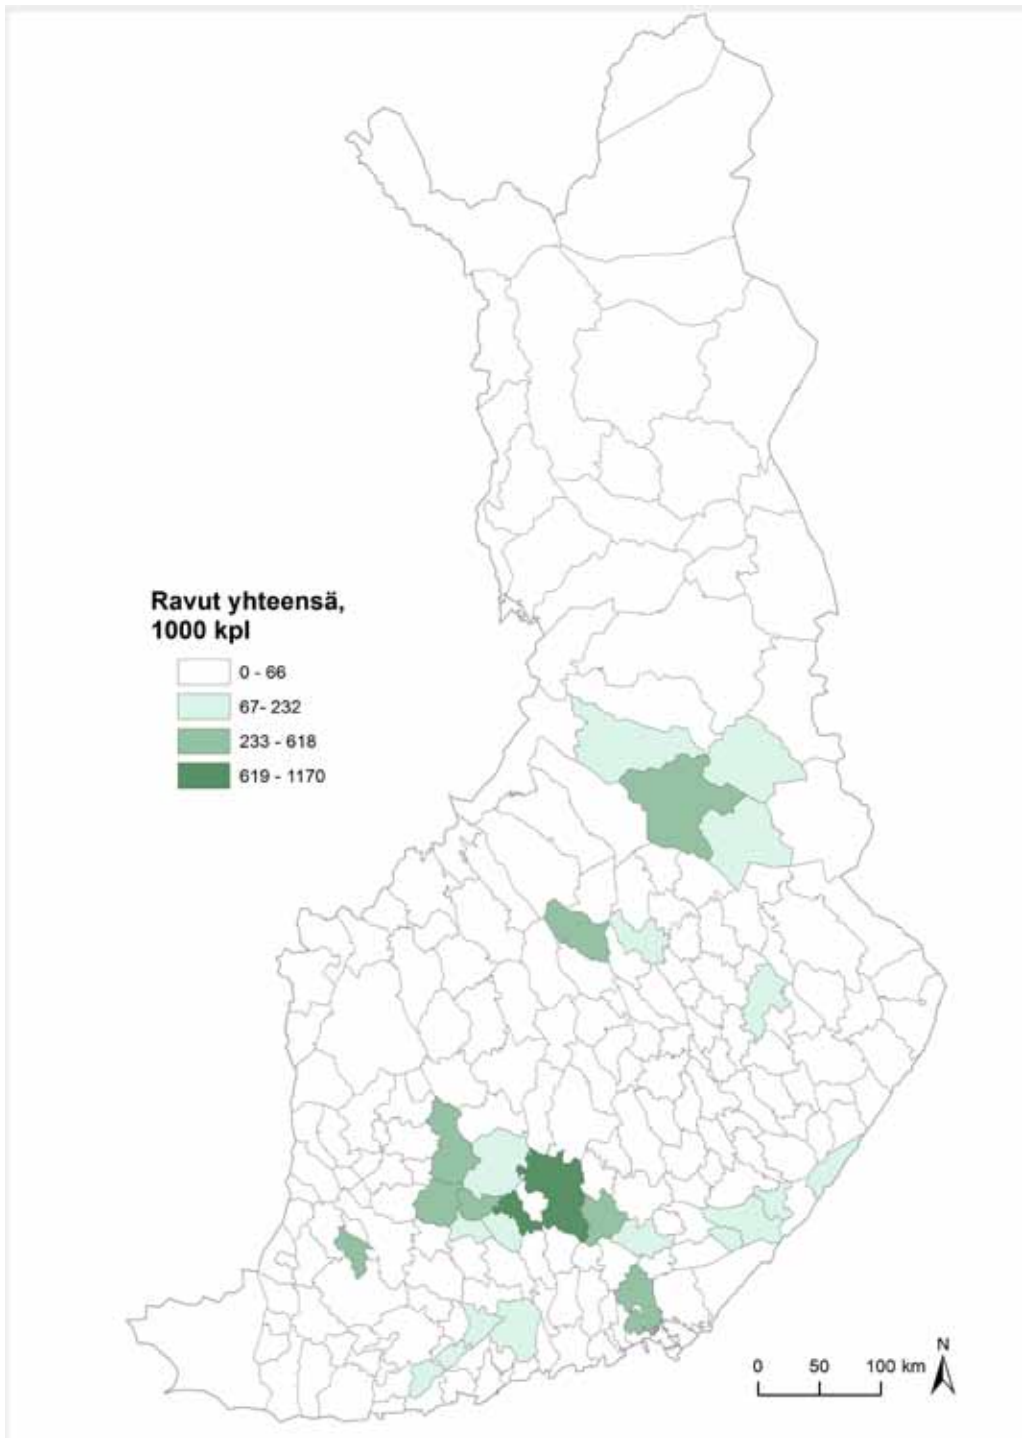 Ravut yhteensä,
1000 kpl
0 - 66
67- 232
233 - 618
619 - 1170
N
0 50 100 km